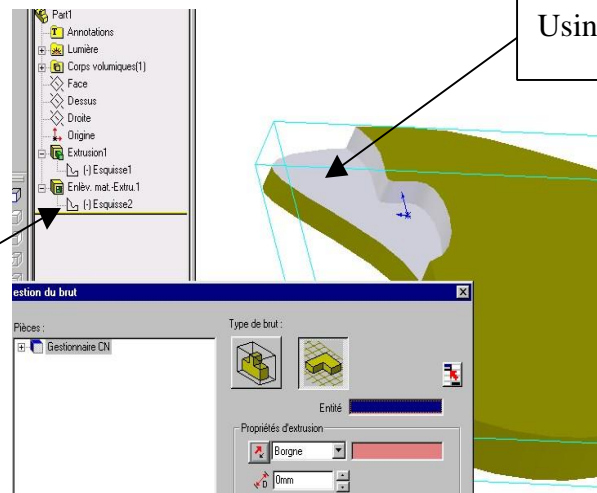 Part1
Annotations
Lumière
Corps volumiques(1)
Face
Dessus
Droite
Origine
Extrusion1
(-) Esquisse1
Enlèv. mat.-Extru.1
(-) Esquisse2
Usin
estion du brut
Pièces :
Gestionnaire CN
Type de brut :
Entité
Propriétés d'extrusion
Borgne
D
0mm